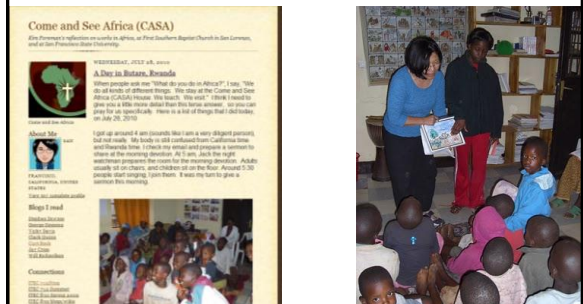 Come and See Africa (CASA)
Kim Foreman's reflection on works in Africa, at First Southern Baptist Church in San Lorenzo,
and at San Francisco State University.
WEDNESDAY, JULY 28, 2010
A Day in Butare, Rwanda
When people ask me "What do you do in Africa?", I say, "We
do all kinds of different things. We stay at the Come and See
Africa (CASA) House. We teach. We visit." I think I need to
give you a little more detail than this terse answer, so you can
pray for us specifically. Here is a list of things that I did today,
on July 28, 2010
Come and See Africa
About Me
SAN
FRANCISCO,
CALIFORNIA, UNITED
STATES
View my complete profile
I got up around 4 am (sounds like I am a very diligent person),
but not really. My body is still confused from California time
and Rwanda time. I check my email and prepare a sermon to
share at the morning devotion. At 5 am, Jack the night
watchman prepares the room for the morning devotion. Adults
usually sit on chairs, and children sit on the floor. Around 5:30
people start singing, I join them. It was my turn to give a
sermon this morning.
Blogs I read
Vicky Davis
Will Richardson
Connections